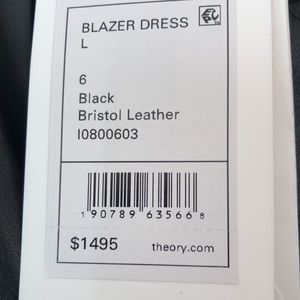 BLAZER DRESS
L
6
Black
Bristol Leather
I0800603
1 90789 63566 8
$1495 theory.com